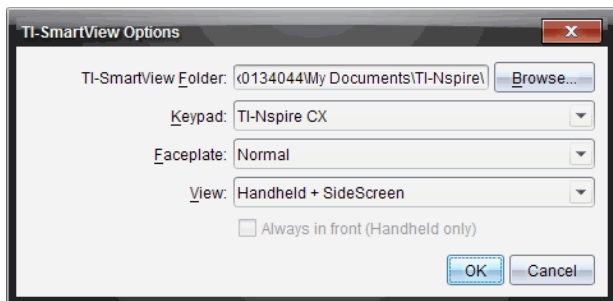 TI-SmartView Options
TI-SmartView Folder: x0134044\My Documents\TI-Nspire\ Browse...
Keypad: TI-Nspire CX
Faceplate: Normal
View: Handheld + SideScreen
Always in front (Handheld only)
OK Cancel